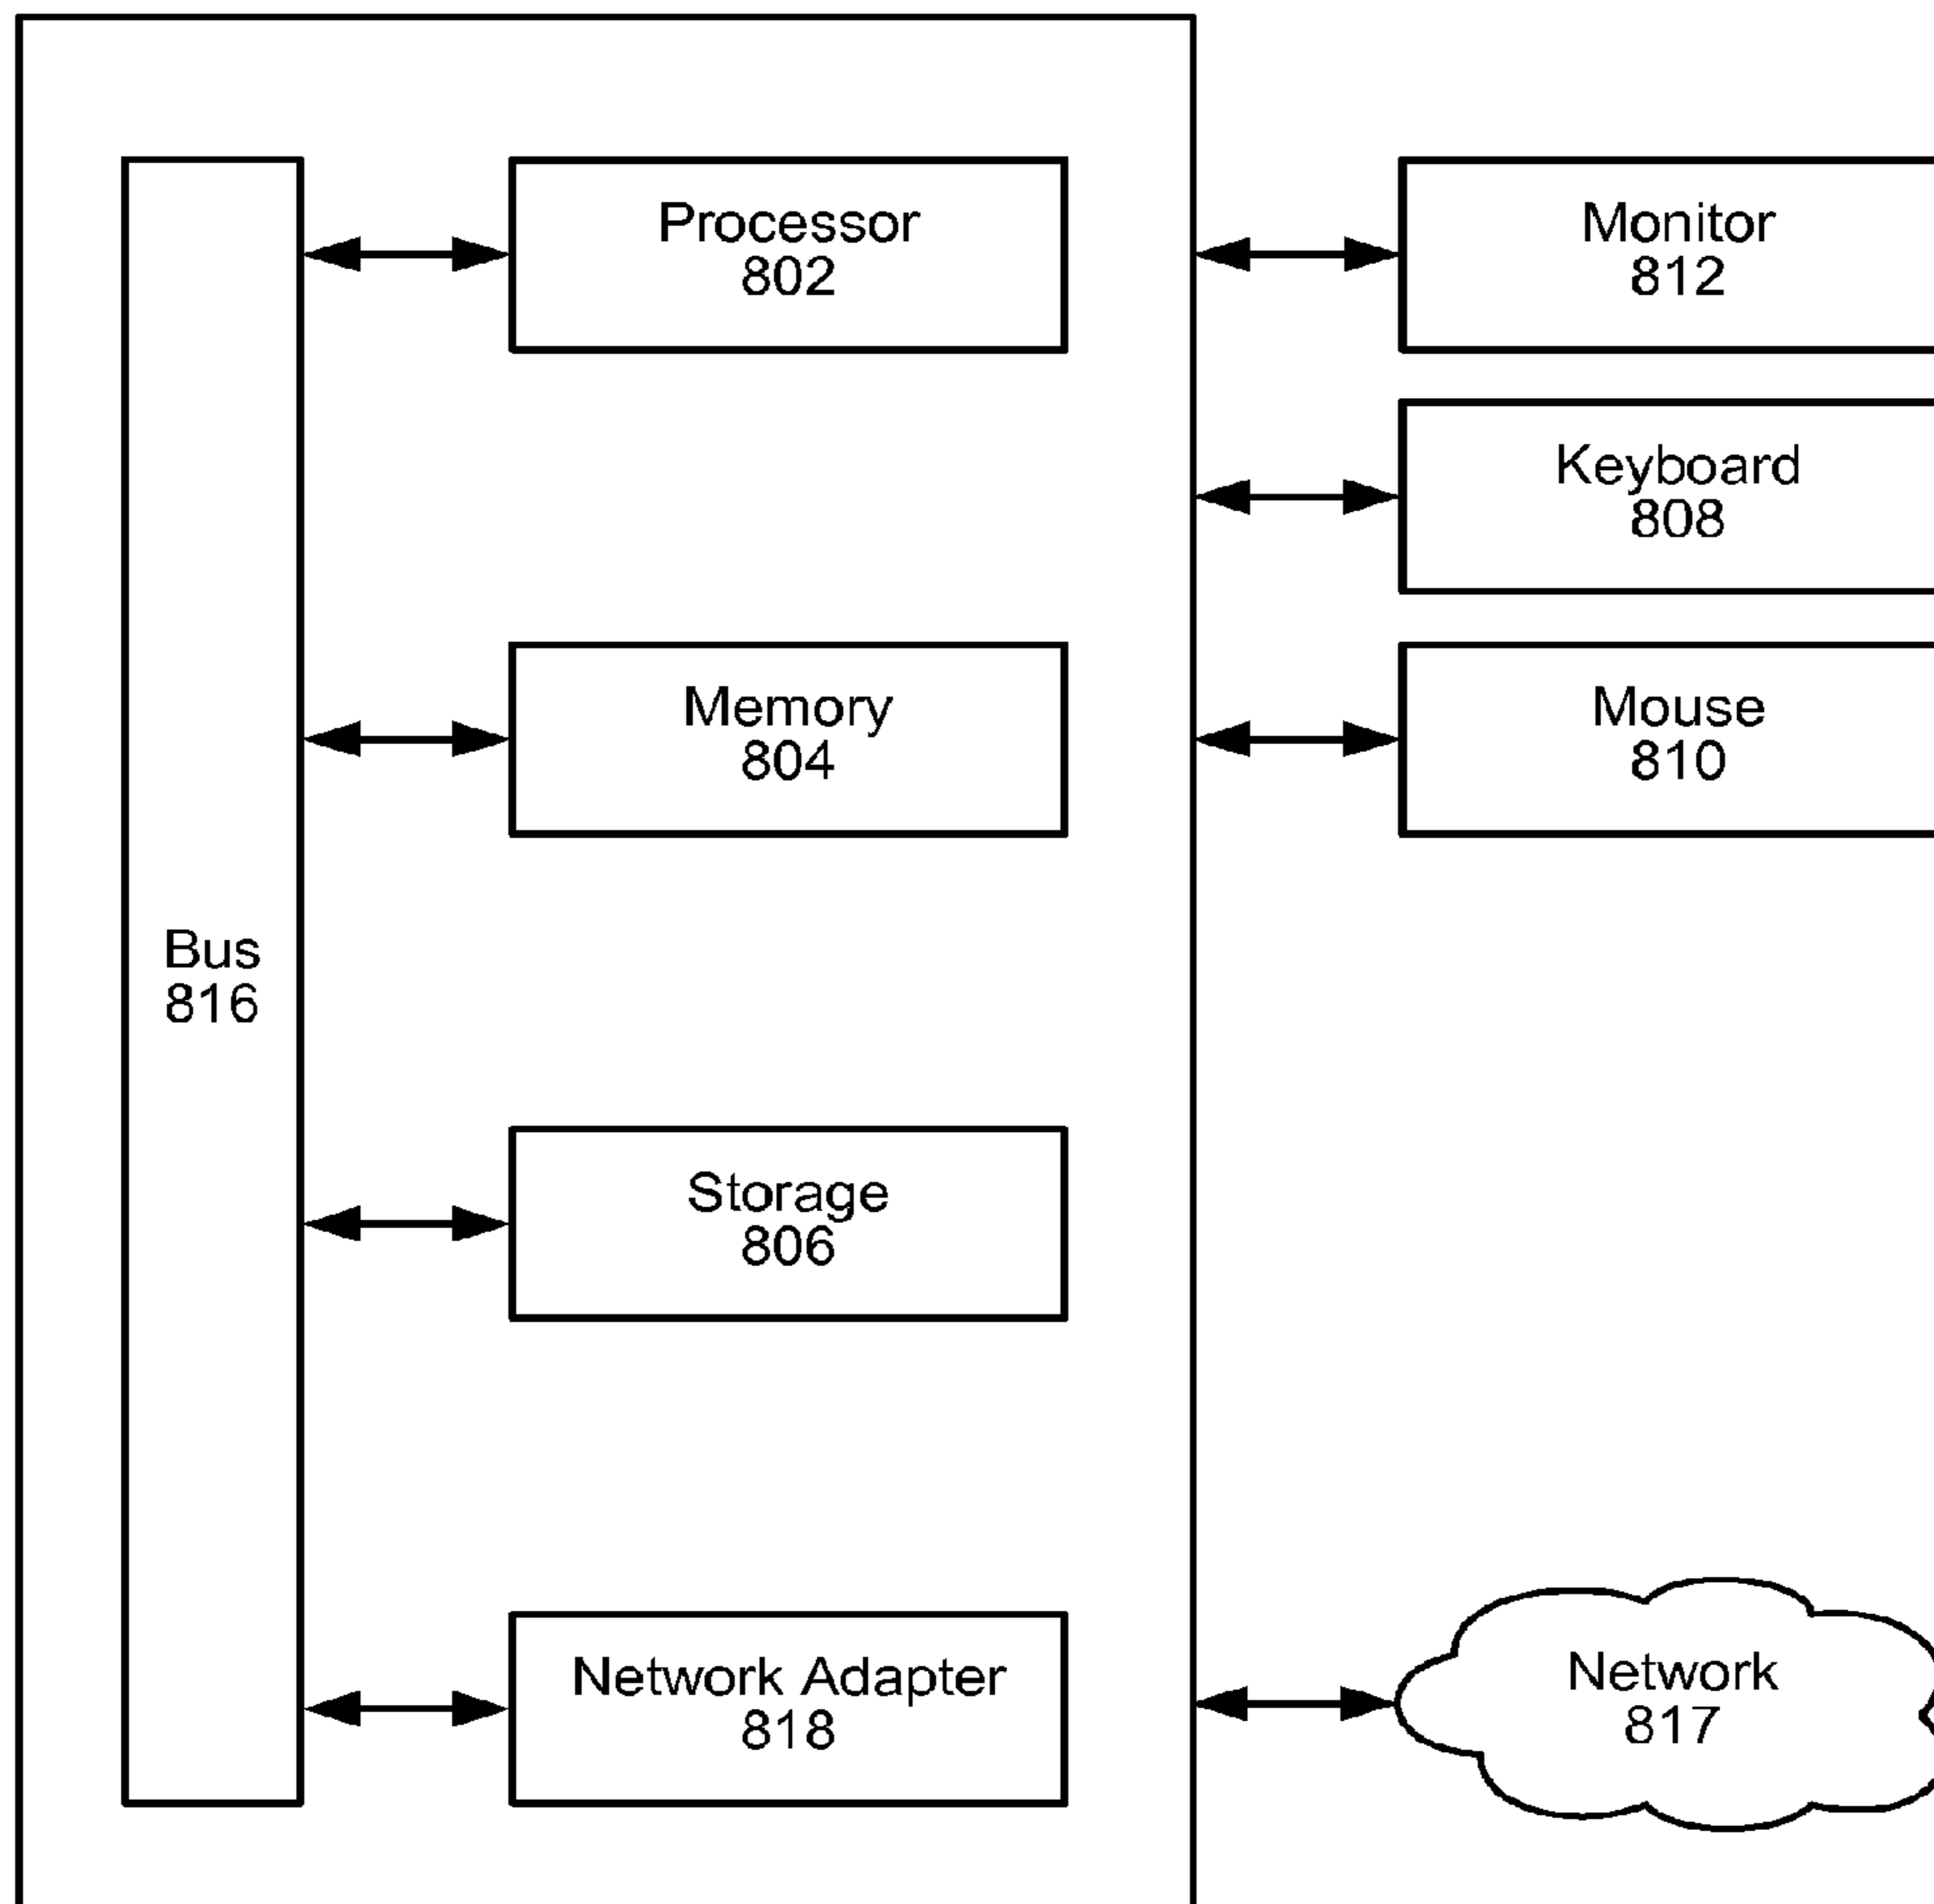 Processor
802
Monitor
812
Keyboard
808
Memory
804
Mouse
810
Bus
816
Storage
806
Network Adapter
818
Network
817